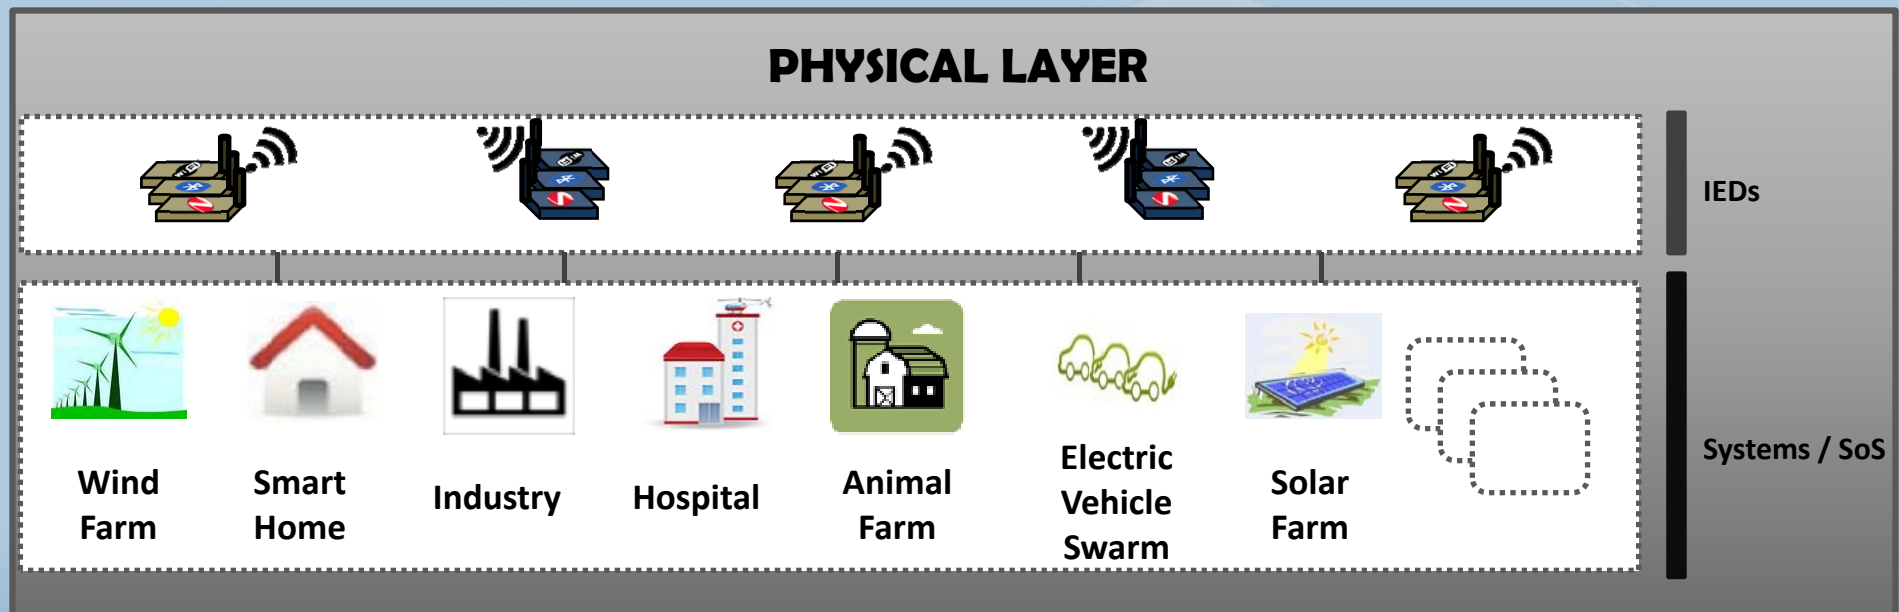 PHYSICAL LAYER
IEDs
Wind
Farm
Smart
Home
Industry
Hospital
Animal
Farm
Electric
Vehicle
Swarm
Solar
Farm
Systems / SoS